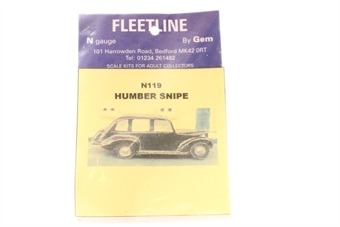 FLEETLINE
N gauge By Gem
101 Harrowden Road, Bedford MK42 0RT
Tel: 01234 261482
SCALE KITS FOR ADULT COLLECTORS
N119
HUMBER SNIPE